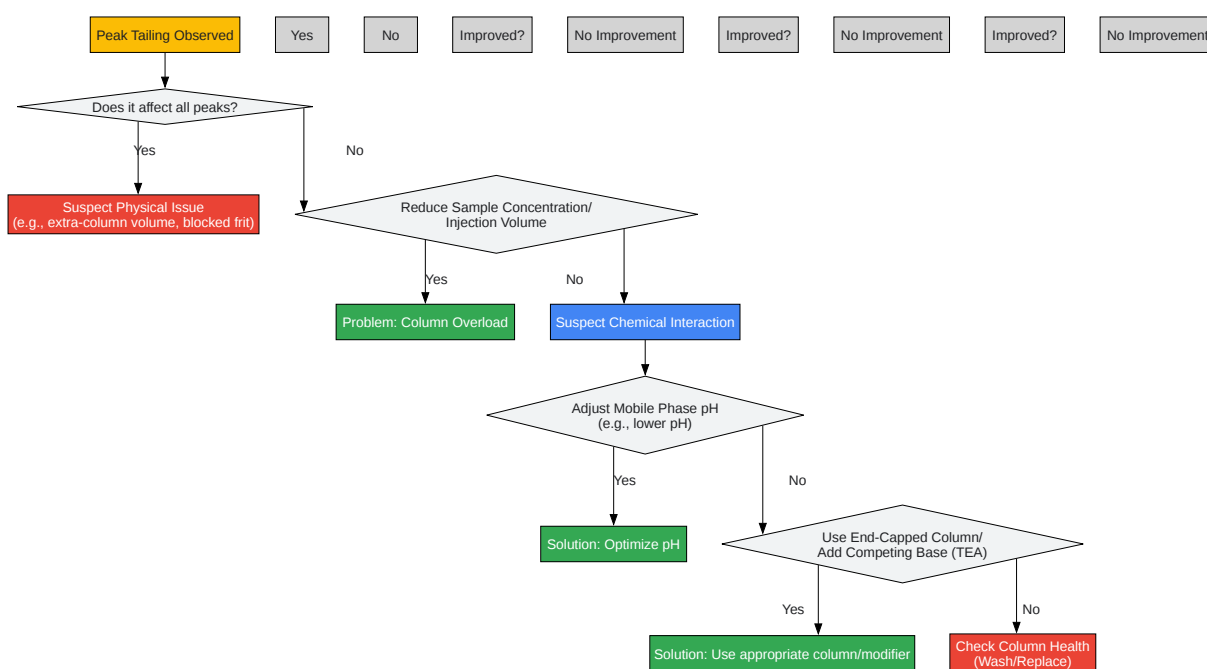 Peak Tailing Observed
Yes
No
Improved?
No Improvement
Improved?
No Improvement
Improved?
No Improvement
Does it affect all peaks?
Yes
No
Suspect Physical Issue
(e.g., extra-column volume, blocked frit)
Reduce Sample Concentration/
Injection Volume
Yes
No
Problem: Column Overload
Suspect Chemical Interaction
Adjust Mobile Phase pH
(e.g., lower pH)
Yes
No
Solution: Optimize pH
Use End-Capped Column/
Add Competing Base (TEA)
Yes
No
Solution: Use appropriate column/modifier
Check Column Health
(Wash/Replace)